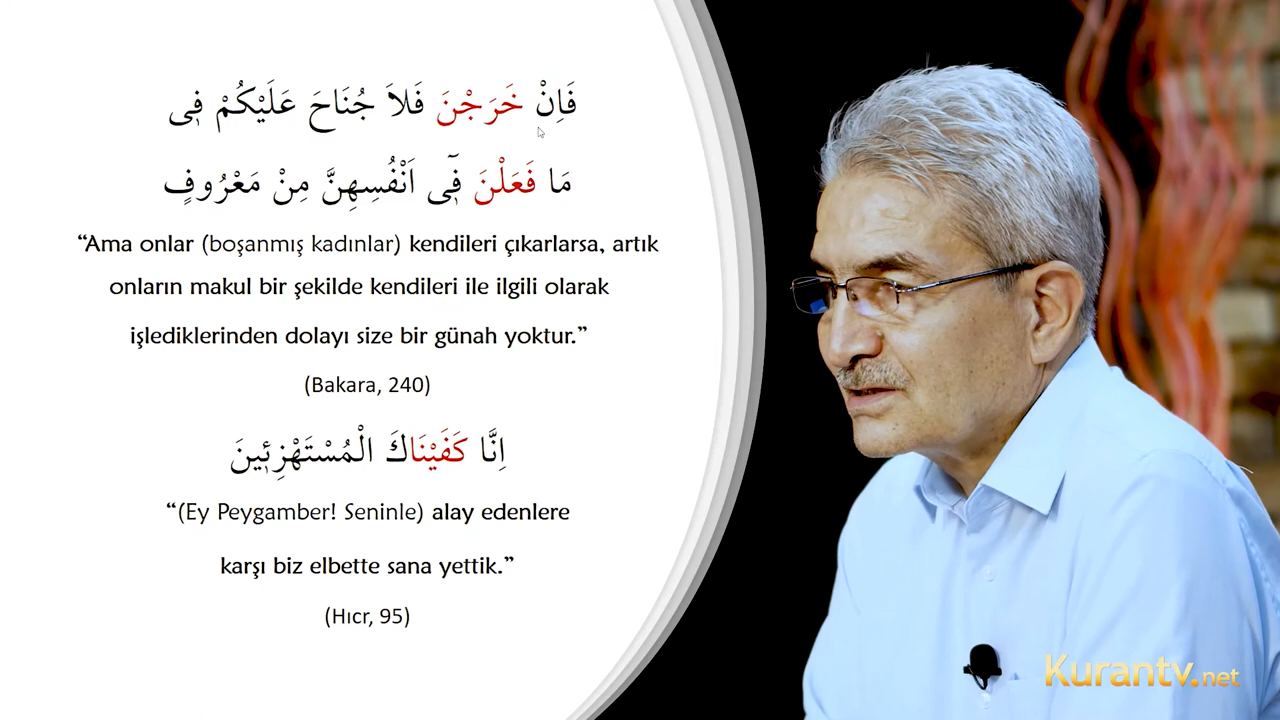 فَاِنْ خَرَجْنَ فَلاَ جُنَاحَ عَلَيْكُمْ فٖى
مَا فَعَلْنَ فٖٓى اَنْفُسِهِنَّ مِنْ مَعْرُوفٍ
“Ama onlar (boşanmış kadınlar) kendileri çıkarlarsa, artık
onların makul bir şekilde kendileri ile ilgili olarak
işlediklerinden dolayı size bir günah yoktur.”
(Bakara, 240)
اِنَّا كَفَيْنَاكَ الْمُسْتَهْزِئٖينَ
“(Ey Peygamber! Seninle) alay edenlere
karşı biz elbette sana yettik.”
(Hıcr, 95)
Kurantv.net